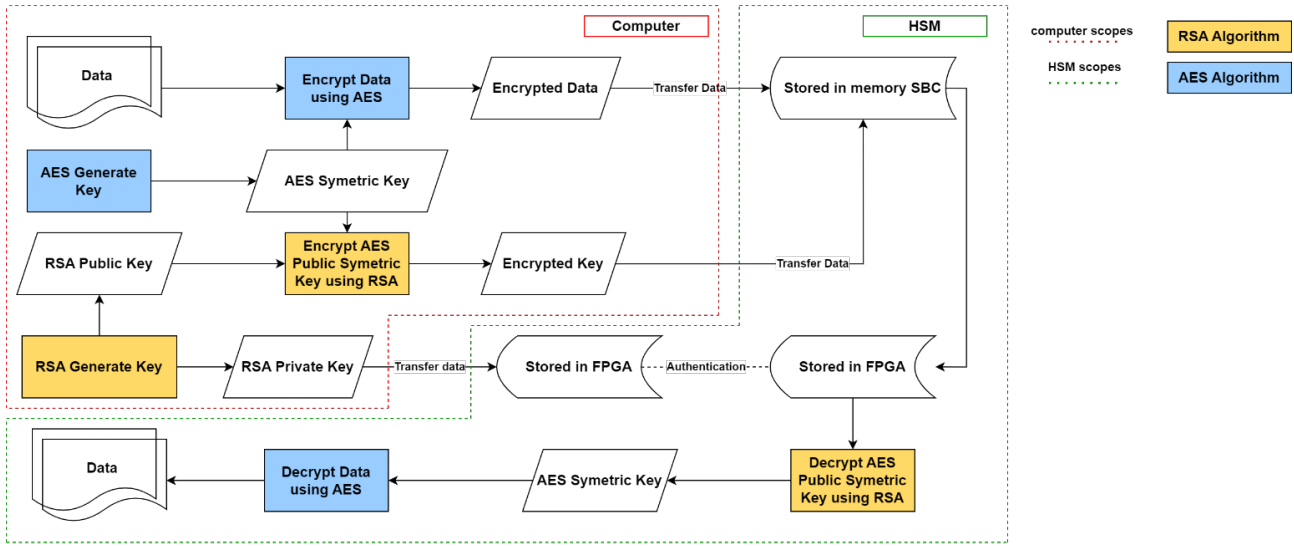 Computer
HSM
computer scopes
RSA Algorithm
HSM scopes
AES Algorithm
Data
Encrypt Data
using AES
Encrypted Data
Transfer Data
Stored in memory SBC
AES Generate
Key
AES Symetric Key
RSA Public Key
Encrypt AES
Public Symetric
Key using RSA
Encrypted Key
Transfer Data
RSA Generate Key
RSA Private Key
Transfer data
Stored in FPGA
Authentication
Stored in FPGA
Data
Decrypt Data
using AES
AES Symetric Key
Decrypt AES
Public Symetric
Key using RSA